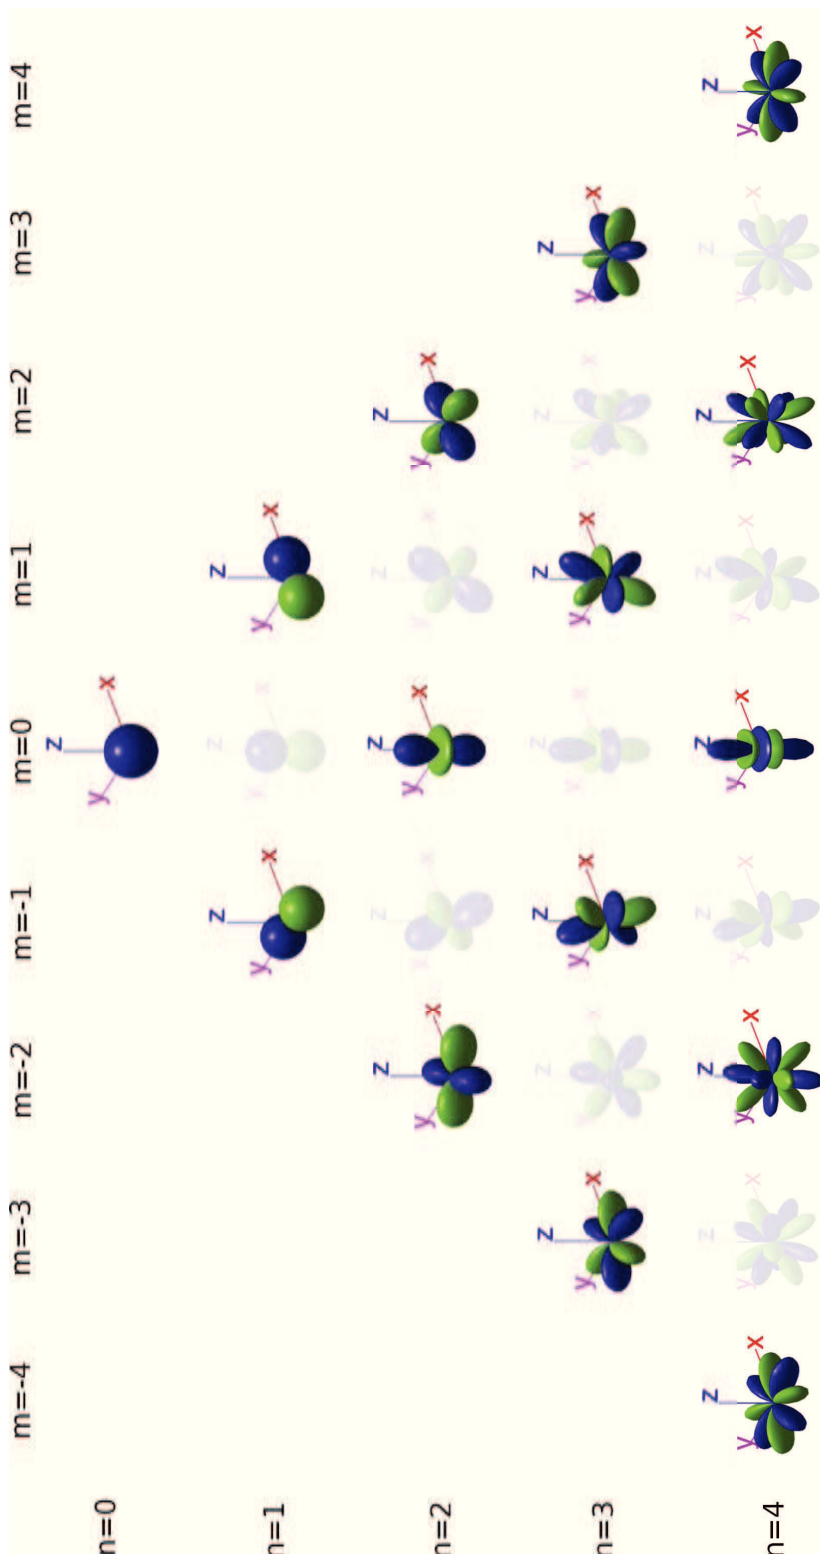 m=-4 m=-3 m=-2 m=-1 m=0 m=1 m=2 m=3 m=4
Z
n=0 y x
Z Z Z
n=1 y x y x y x
Z Z Z Z Z
n=2 y x y x y x y x y x
Z Z Z Z Z Z Z
n=3 y x y x y x y x y x y x y x
Z Z Z Z Z Z Z Z Z
n=4 y x y x y x y x y x y x y x y x y x